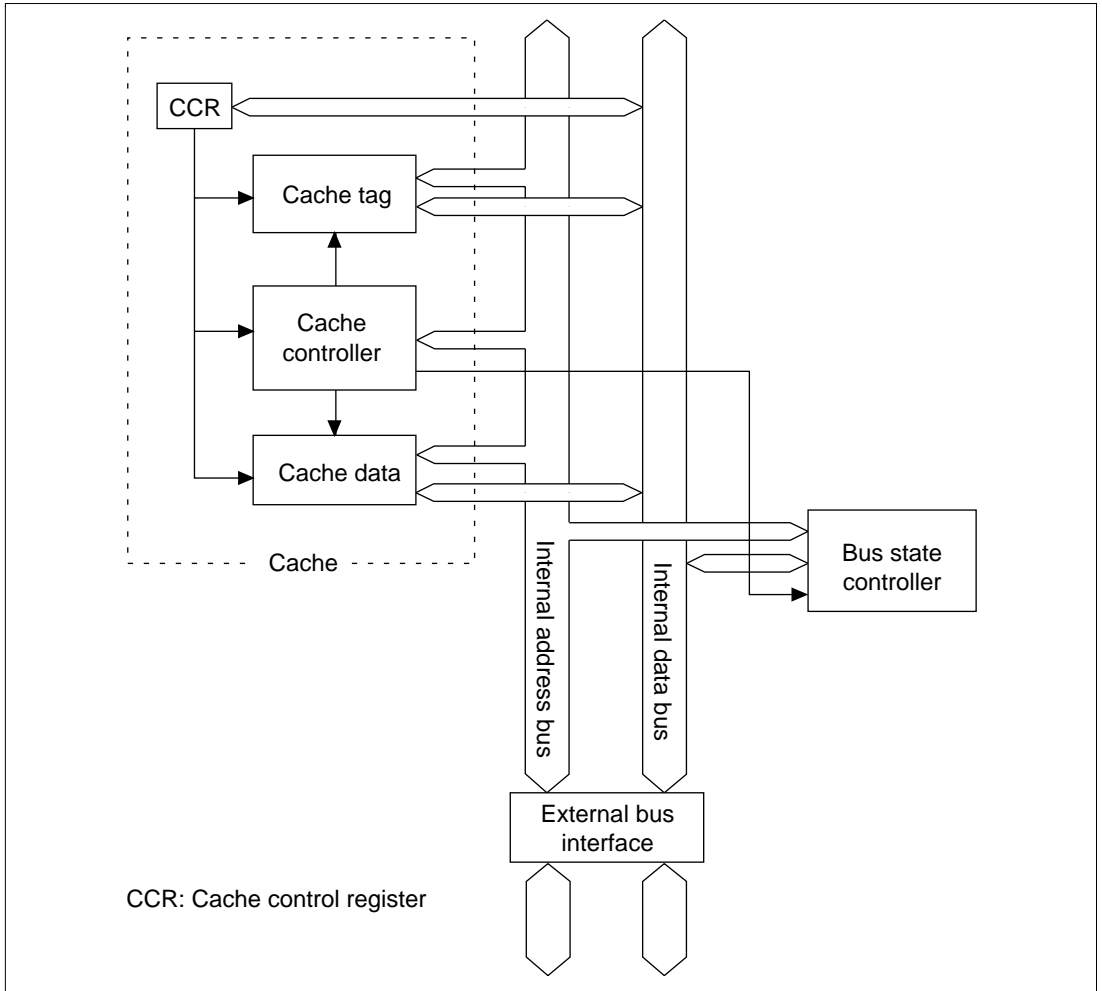 CCR
Cache tag
Cache
controller
Cache data
Cache
Internal address bus
Internal data bus
Bus state
controller
External bus
interface
CCR: Cache control register